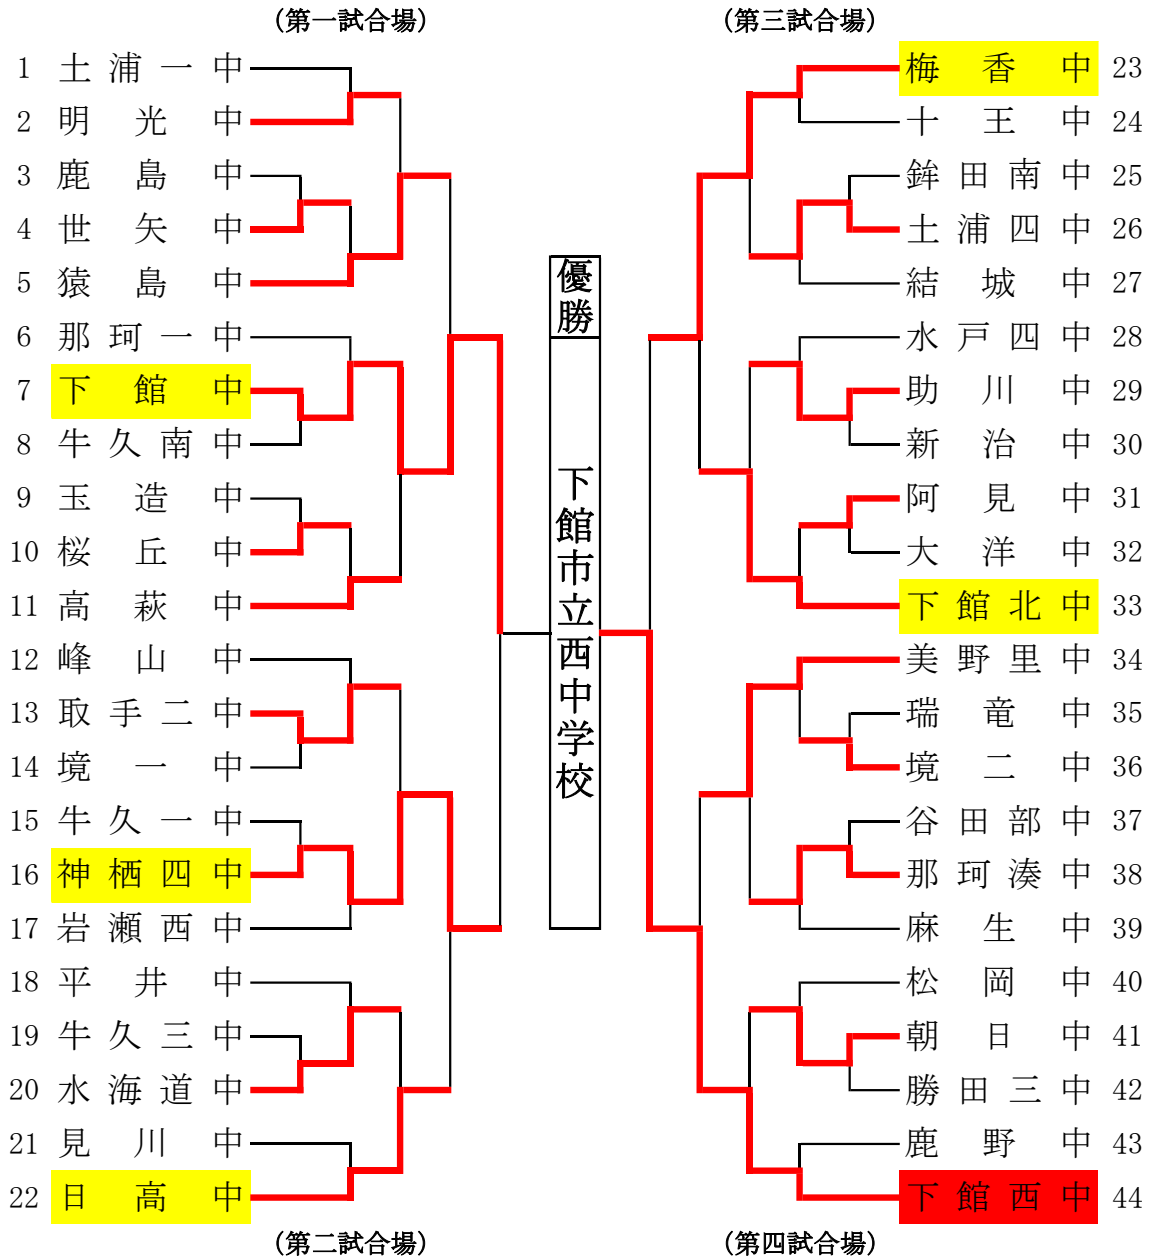 (第一試合場)
(第三試合場)
1 土浦一中
2 明光中
3 鹿島中
4 世矢中
5 猿島中
6 那珂一中
7 下館中
8 牛久南中
9 玉造中
10 桜丘中
11 高萩中
12 峰山中
13 取手二中
14 境一中
15 牛久一中
16 神栖四中
17 岩瀬西中
18 平井中
19 牛久三中
20 水海道中
21 見川中
22 日高中
優勝
下館市立西中学校
梅香中 23
十王中 24
鉾田南中 25
土浦四中 26
結城中 27
水戸四中 28
助川中 29
新治中 30
阿見中 31
大洋中 32
下館北中 33
美野里中 34
瑞竜中 35
境二中 36
谷田部中 37
那珂湊中 38
麻生中 39
松岡中 40
朝日中 41
勝田三中 42
鹿野中 43
下館西中 44
(第二試合場)
(第四試合場)